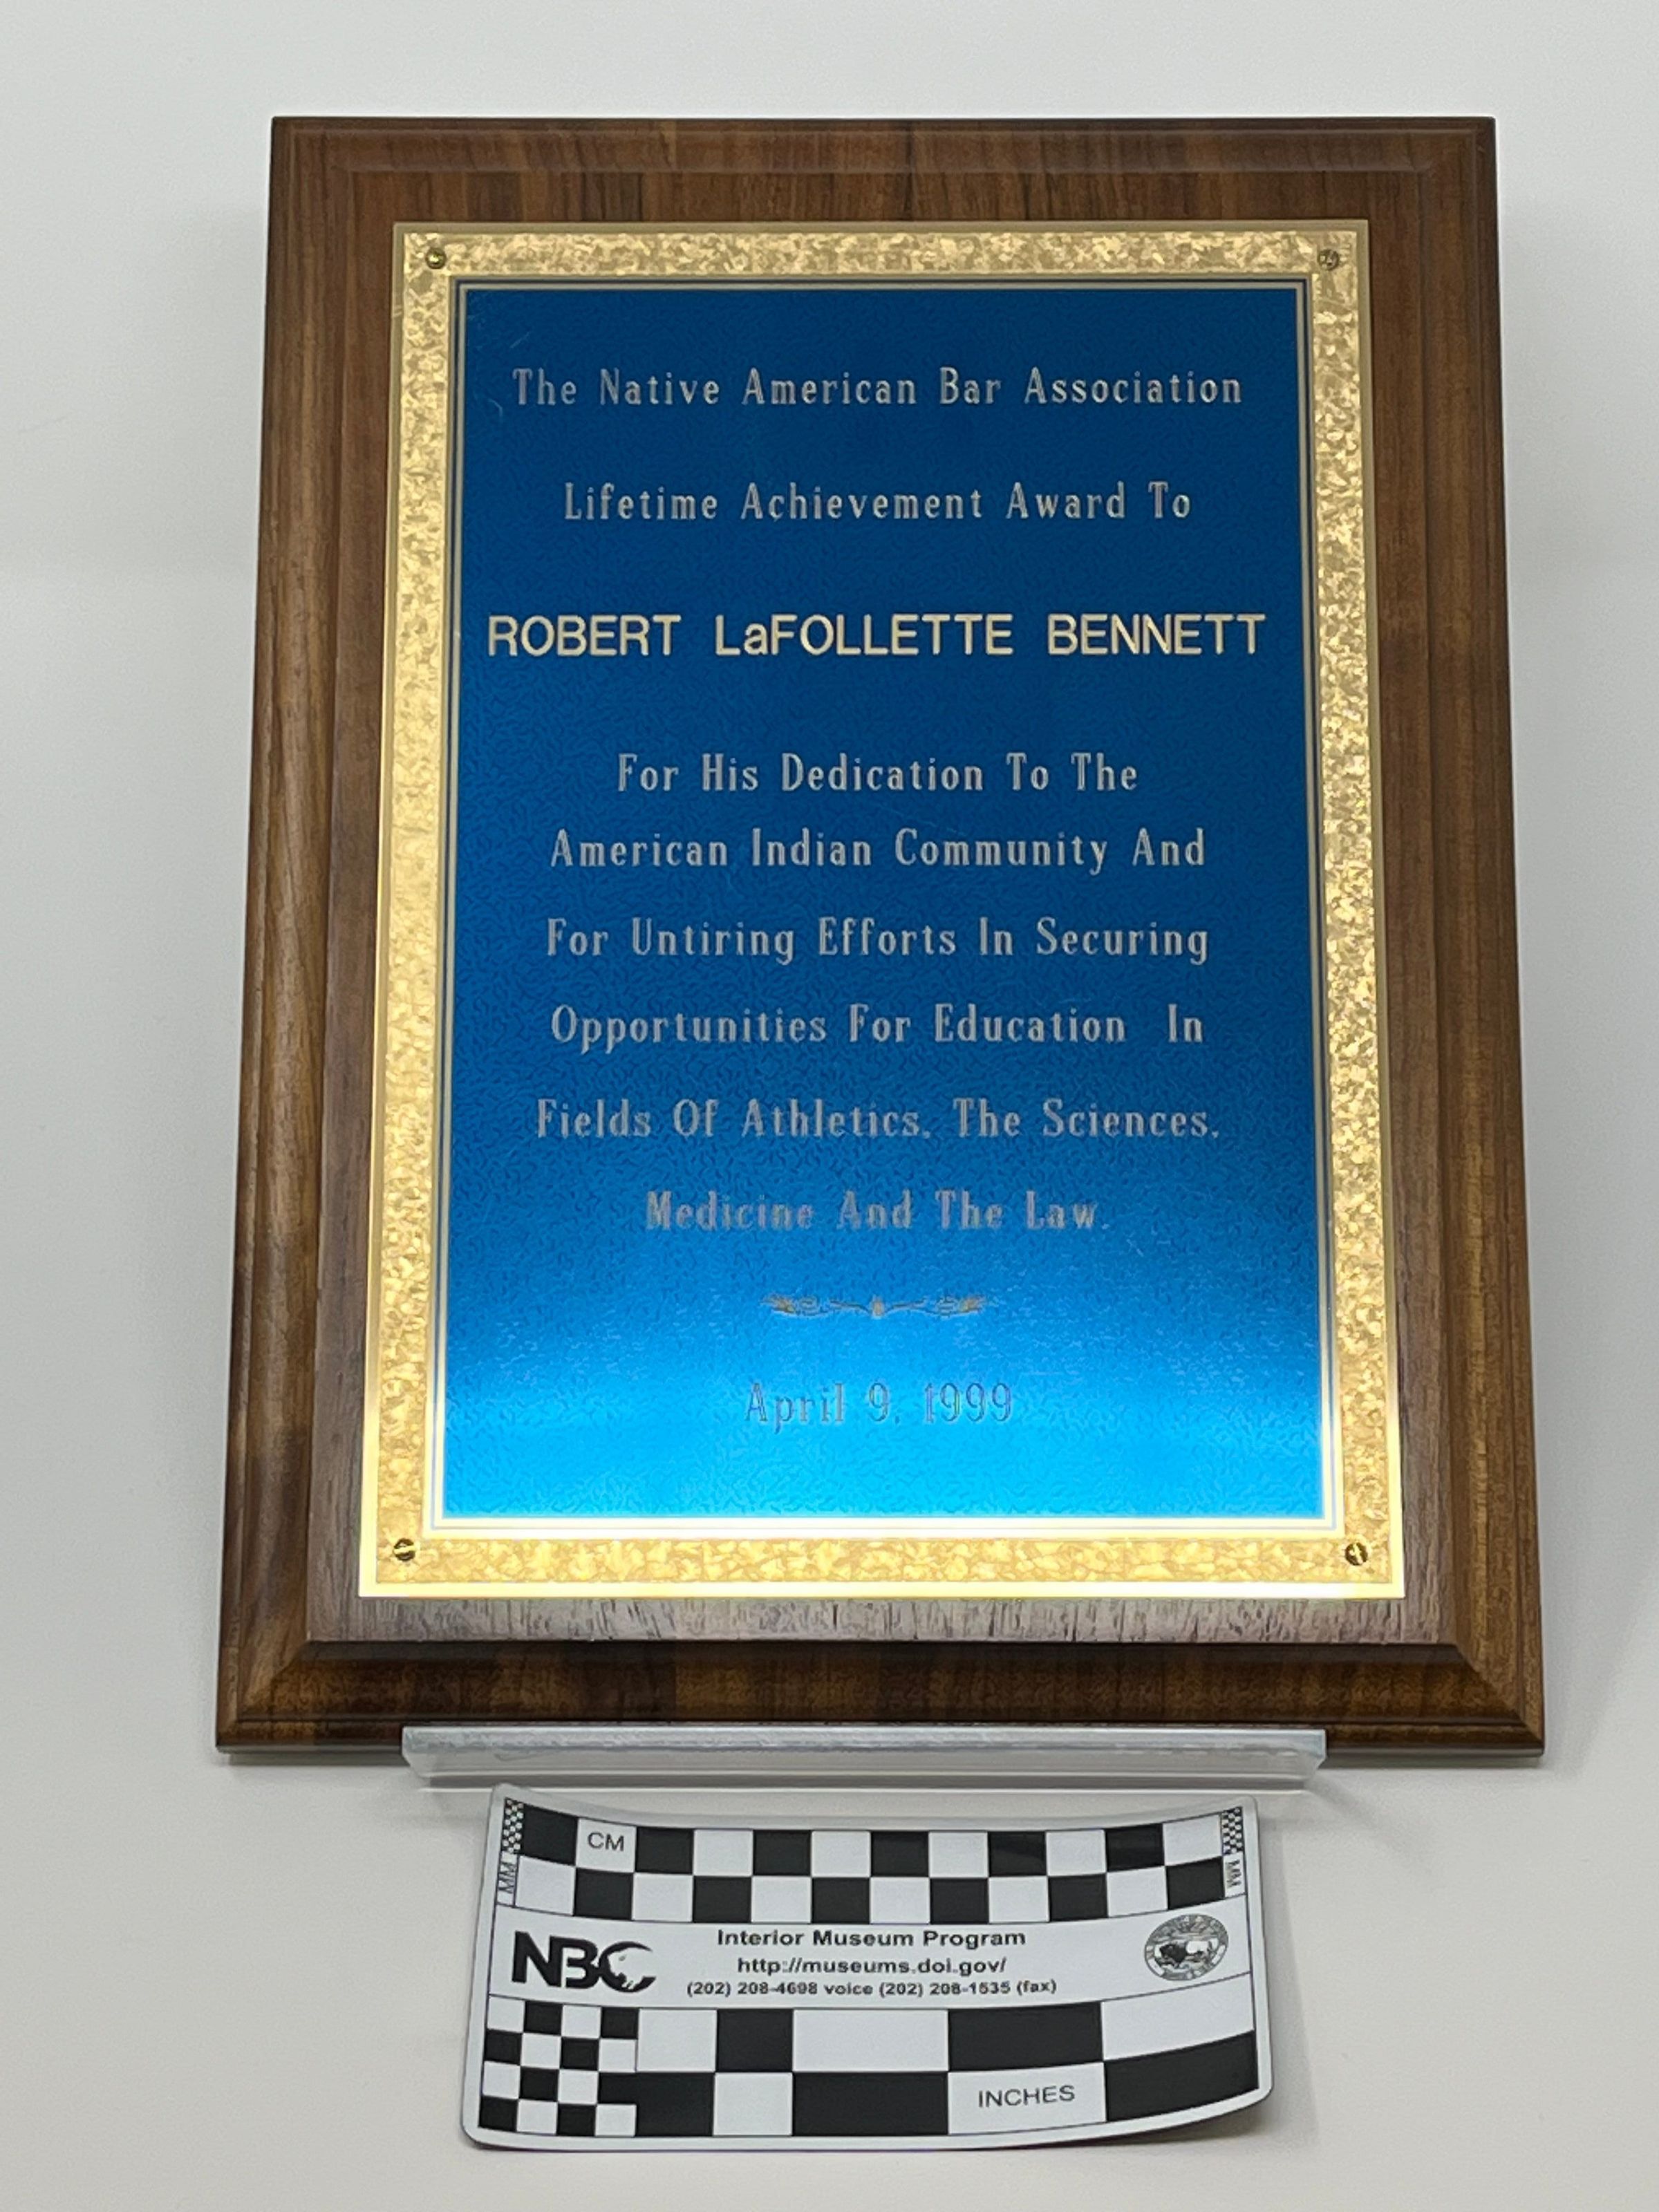 The Native American Bar Association
Lifetime Achievement Award To
ROBERT LaFOLLETTE BENNETT
For His Dedication To The
American Indian Community And
For Untiring Efforts In Securing
Opportunities For Education In
Fields Of Athletics, The Sciences,
Medicine And The Law.
April 9, 1999
CM
MM
MM
NBC
Interior Museum Program
http://museums.doi.gov/
(202) 208-4698 voice (202) 208-1535 (fax)
INCHES